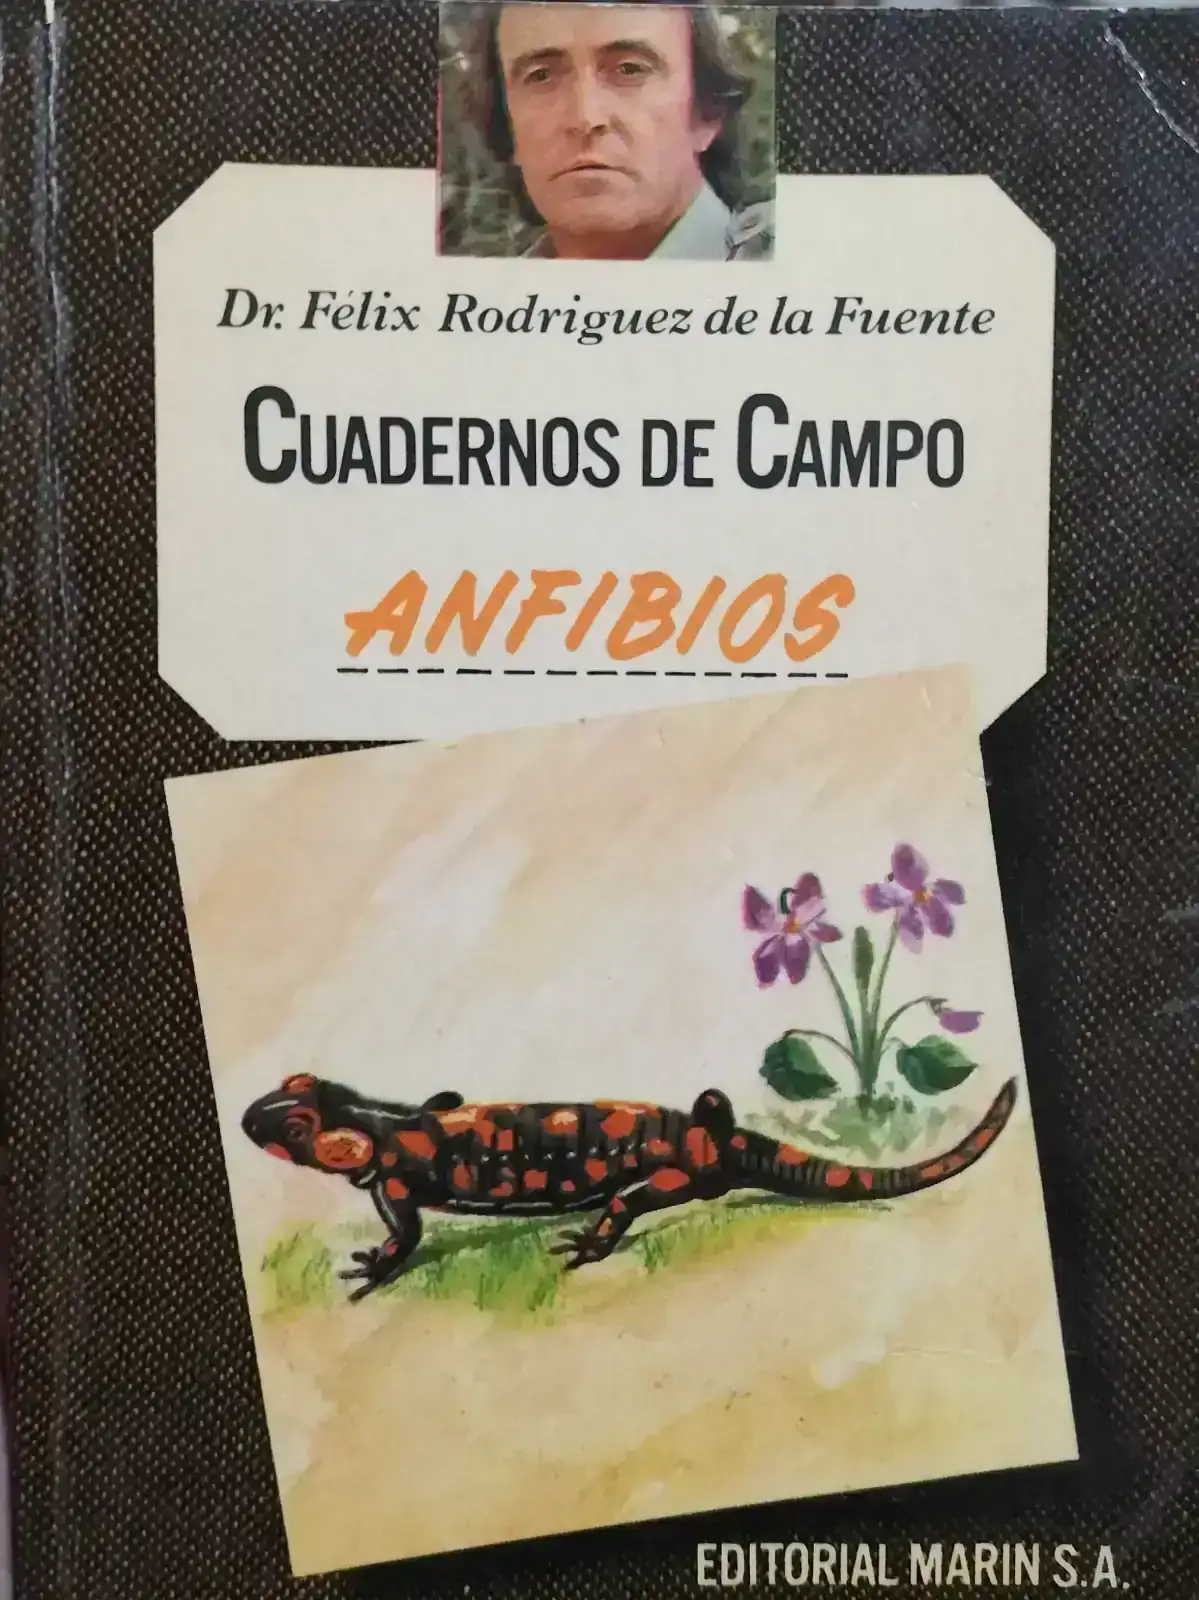 Dr. Félix Rodriguez de la Fuente
CUADERNOS DE CAMPO
ANFIBIOS
EDITORIAL MARIN S.A.